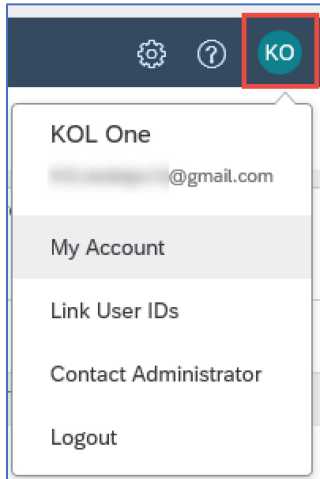 KO
KOL One
@gmail.com
My Account
Link User IDs
Contact Administrator
Logout